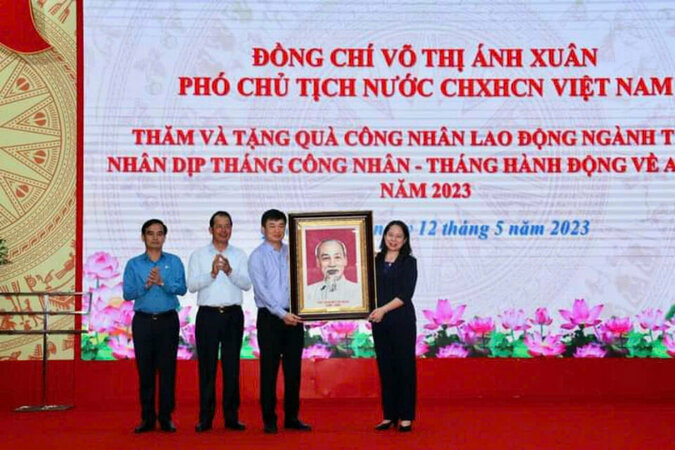 ĐỒNG CHÍ VÕ THỊ ÁNH XUÂN
PHÓ CHỦ TỊCH NƯỚC CHXHCN VIỆT NAM
THĂM VÀ TẶNG QUÀ CÔNG NHÂN LAO ĐỘNG NGÀNH T
NHÂN DỊP THÁNG CÔNG NHÂN - THÁNG HÀNH ĐỘNG VỀ A
NĂM 2023
12 tháng 5 năm 2023